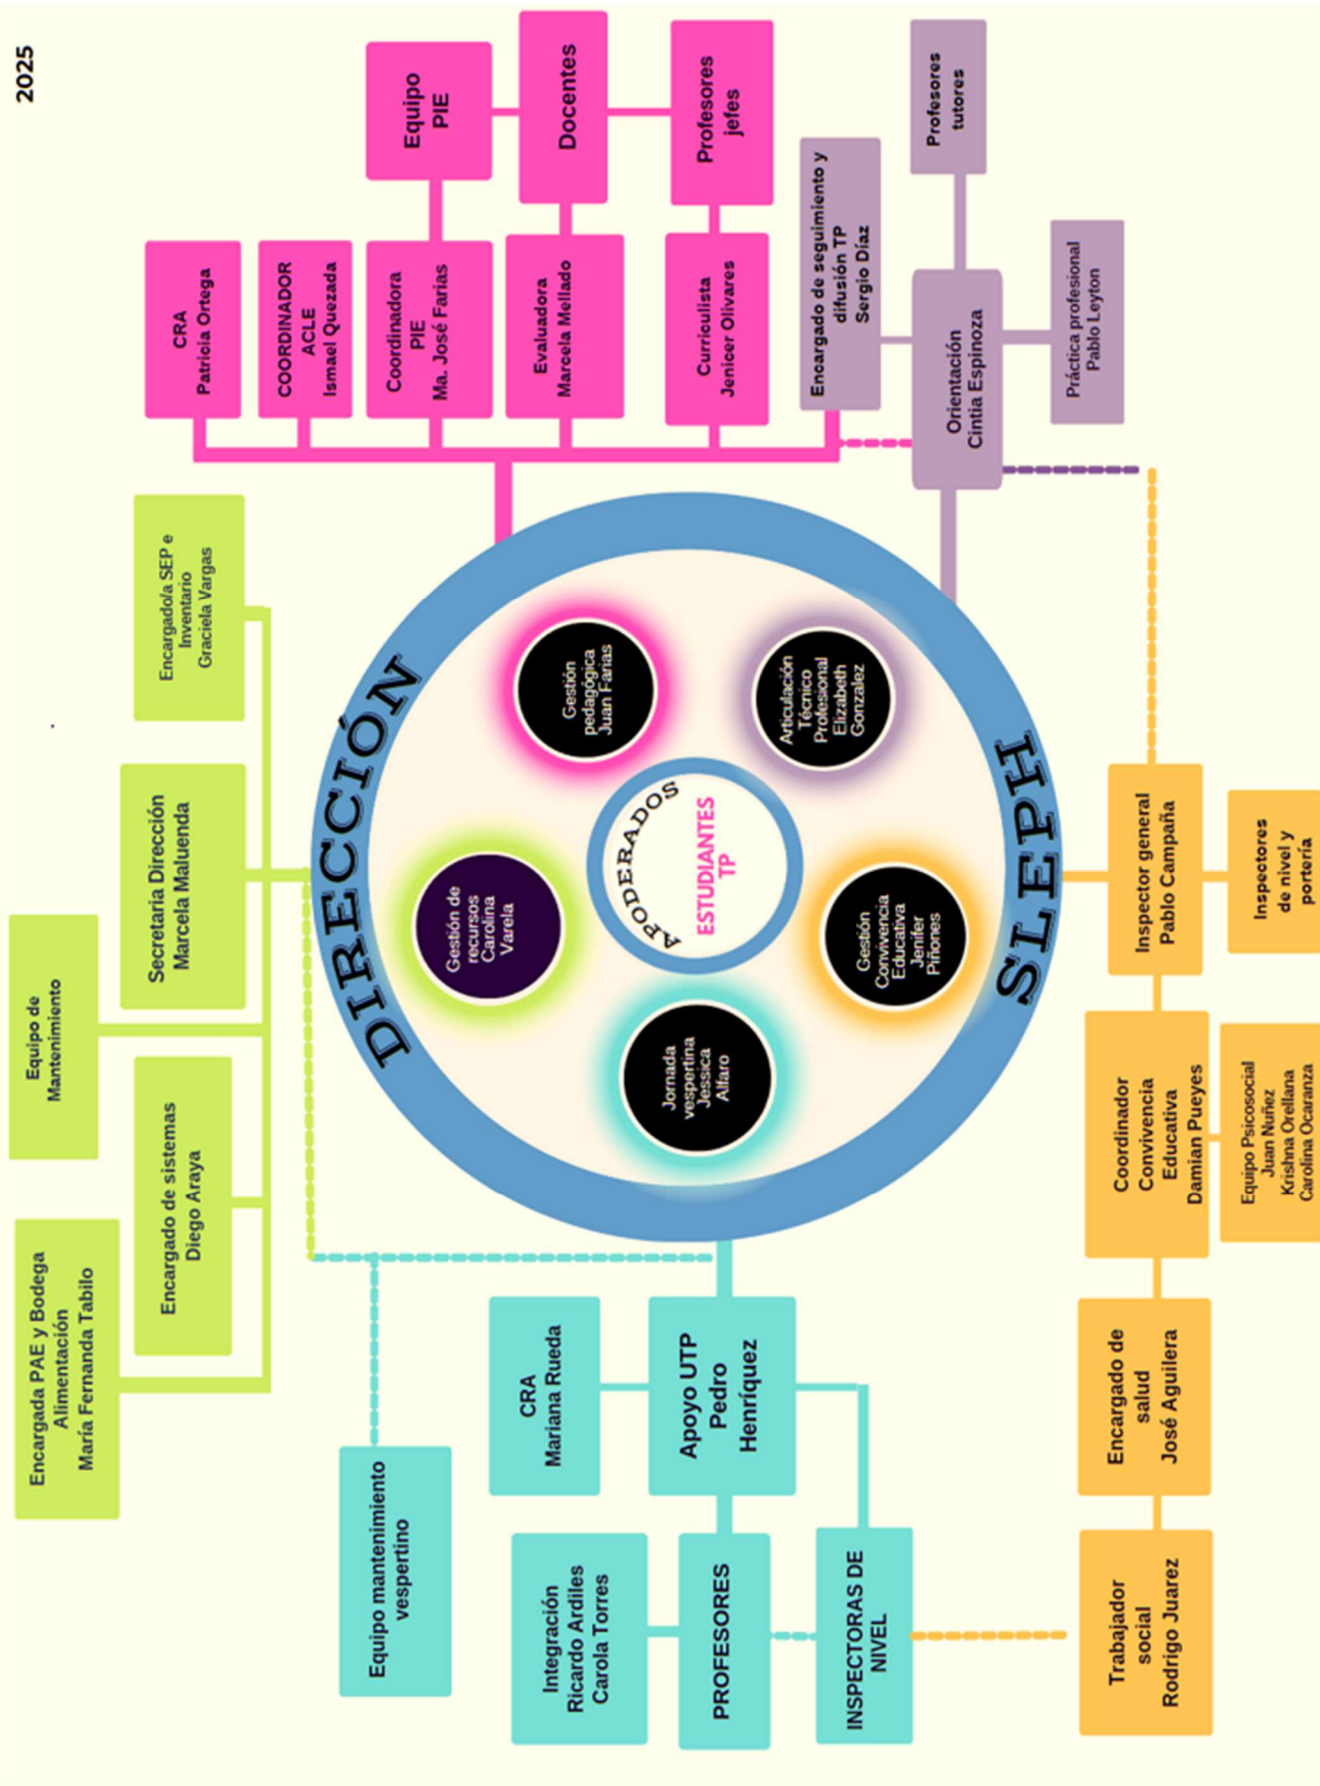 2025
Encargada PAE y Bodega
Alimentación
María Fernanda Tabilo
Equipo de
Mantenimiento
Encargado de sistemas
Diego Araya
Secretaria Dirección
Marcela Maluenda
Encargado/a SEP e
Inventario
Graciela Vargas
CRA
Patricia Ortega
COORDINADOR
ACLE
Ismael Quezada
Coordinadora
PIE
Ma. José Farias
Equipo
PIE
Evaluadora
Marcela Mellado
Docentes
Curriculista
Jenicer Olivares
Profesores
jefes
Encargado de seguimiento y
difusión TP
Sergio Díaz
Orientación
Cintia Espinoza
Profesores
tutores
Práctica profesional
Pablo Leyton
DIRECCIÓN
Gestión de
recursos
Carolina
Varela
Gestión
pedagógica
Juan Farias
Jornada
vespertina
Jessica
Alfaro
APODERADOS
ESTUDIANTES
TP
Articulación
Técnico
Profesional
Elizabeth
Gonzalez
Gestión
Convivencia
Educativa
Jenifer
Piñones
SLEPH
Equipo mantenimiento
vespertino
CRA
Mariana Rueda
Apoyo UTP
Pedro
Henríquez
Integración
Ricardo Ardiles
Carola Torres
PROFESORES
INSPECTORAS DE
NIVEL
Trabajador
social
Rodrigo Juarez
Encargado de
salud
José Aguilera
Coordinador
Convivencia
Educativa
Damian Pueyes
Equipo Psicosocial
Juan Nuñez
Krishna Orellana
Carolina Ocaranza
Inspector general
Pablo Campaña
Inspectores
de nivel y
portería